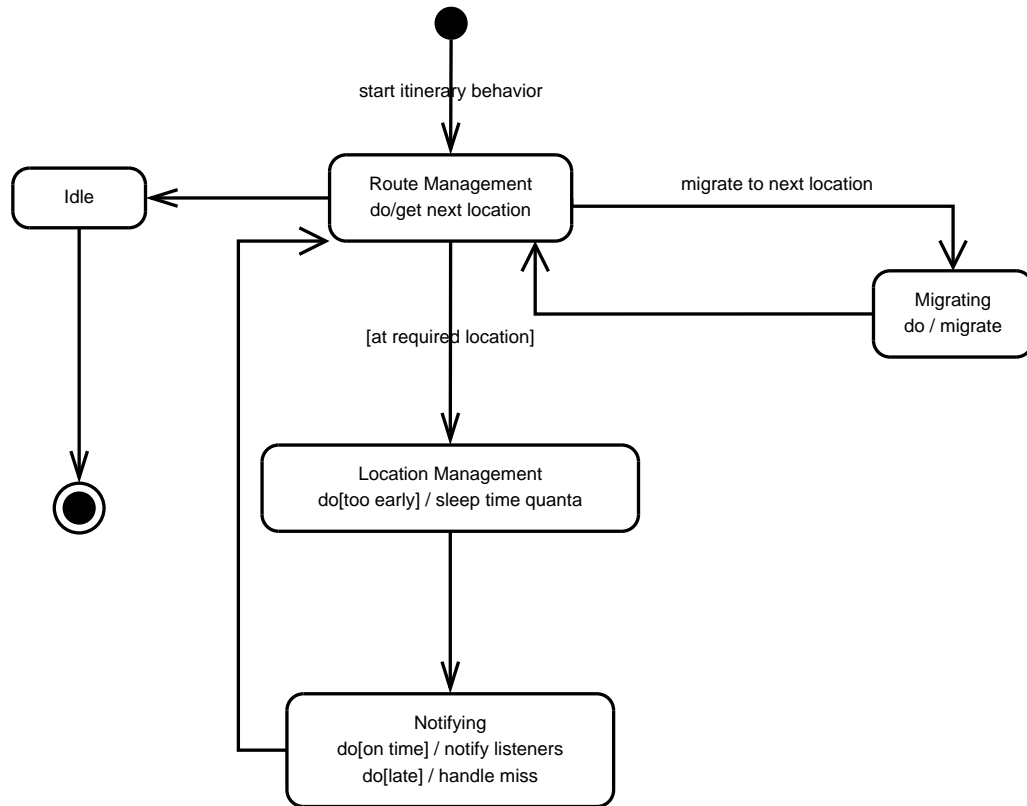 start itinerary behavior
Idle
Route Management
do/get next location
migrate to next location
Migrating
do / migrate
[at required location]
Location Management
do[too early] / sleep time quanta
Notifying
do[on time] / notify listeners
do[late] / handle miss